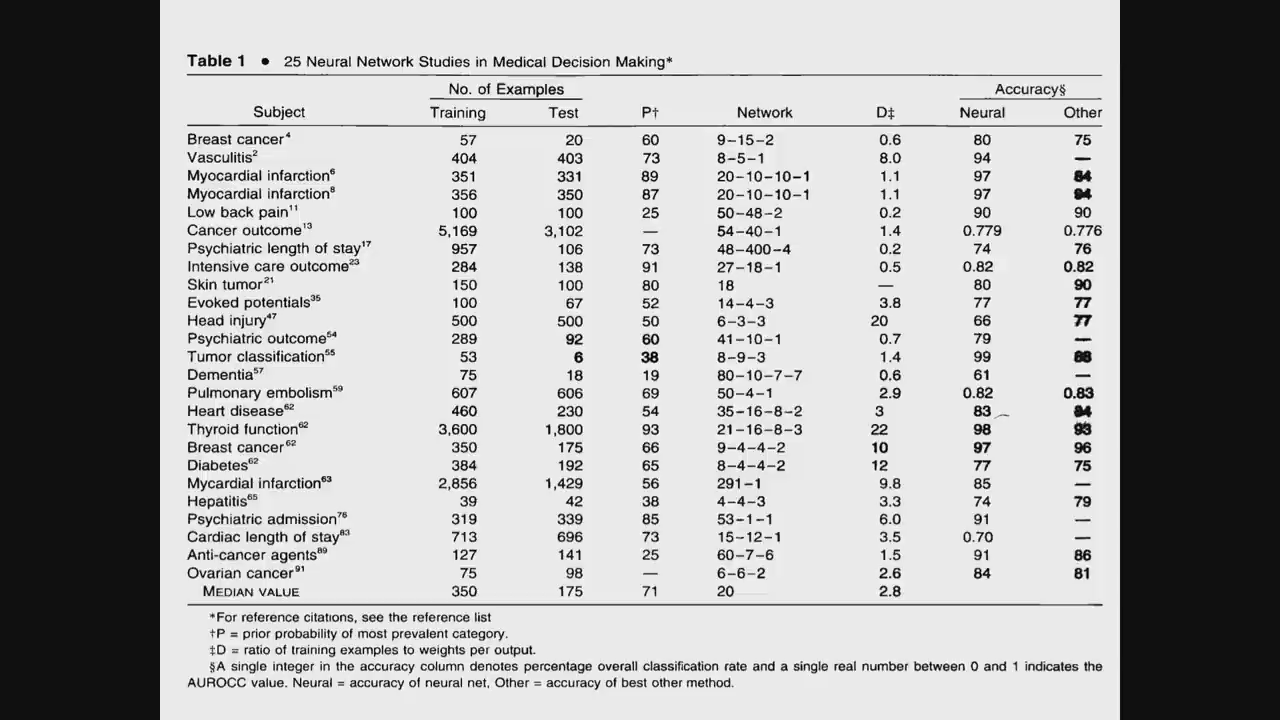 Table 1 • 25 Neural Network Studies in Medical Decision Making*
No. of Examples Accuracy§
Subject Training Test P† Network D‡ Neural Other
Breast cancer⁴ 57 20 60 9–15–2 0.6 80 75
Vasculitis² 404 403 73 8–5–1 8.0 94 —
Myocardial infarction⁶ 351 331 89 20–10–10–1 1.1 97 84
Myocardial infarction⁸ 356 350 87 20–10–10–1 1.1 97 94
Low back pain¹¹ 100 100 25 50–48–2 0.2 90 90
Cancer outcome¹³ 5,169 3,102 — 54–40–1 1.4 0.779 0.776
Psychiatric length of stay¹⁷ 957 106 73 48–400–4 0.2 74 76
Intensive care outcome²³ 284 138 91 27–18–1 0.5 0.82 0.82
Skin tumor²¹ 150 100 80 18 — 80 90
Evoked potentials³⁵ 100 67 52 14–4–3 3.8 77 77
Head injury⁴⁷ 500 500 50 6–3–3 20 66 77
Psychiatric outcome⁵⁴ 289 92 60 41–10–1 0.7 79 —
Tumor classification⁵⁵ 53 6 38 8–9–3 1.4 99 88
Dementia⁵⁷ 75 18 19 80–10–7–7 0.6 61 —
Pulmonary embolism⁵⁹ 607 606 69 50–4–1 2.9 0.82 0.83
Heart disease⁶² 460 230 54 35–16–8–2 3 83 84
Thyroid function⁶² 3,600 1,800 93 21–16–8–3 22 98 93
Breast cancer⁶² 350 175 66 9–4–4–2 10 97 96
Diabetes⁶² 384 192 65 8–4–4–2 12 77 75
Mycardial infarction⁶³ 2,856 1,429 56 291–1 9.8 85 —
Hepatitis⁶⁵ 39 42 38 4–4–3 3.3 74 79
Psychiatric admission⁷⁶ 319 339 85 53–1–1 6.0 91 —
Cardiac length of stay⁸³ 713 696 73 15–12–1 3.5 0.70 —
Anti-cancer agents⁸⁹ 127 141 25 60–7–6 1.5 91 86
Ovarian cancer⁹¹ 75 98 — 6–6–2 2.6 84 81
MEDIAN VALUE 350 175 71 20 2.8
*For reference citations, see the reference list
†P = prior probability of most prevalent category.
‡D = ratio of training examples to weights per output.
§A single integer in the accuracy column denotes percentage overall classification rate and a single real number between 0 and 1 indicates the
AUROCC value. Neural = accuracy of neural net, Other = accuracy of best other method.